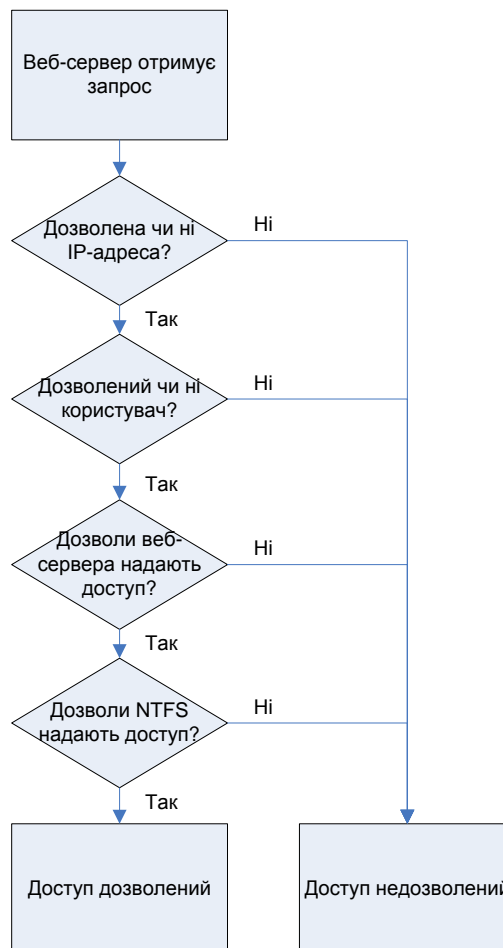 Веб-сервер отримує
запрос
Дозволена чи ні
IP-адреса?
Ні
Так
Дозволений чи ні
користувач?
Ні
Так
Дозволи веб-
сервера надають
доступ?
Ні
Так
Дозволи NTFS
надають доступ?
Ні
Так
Доступ дозволений
Доступ недозволений